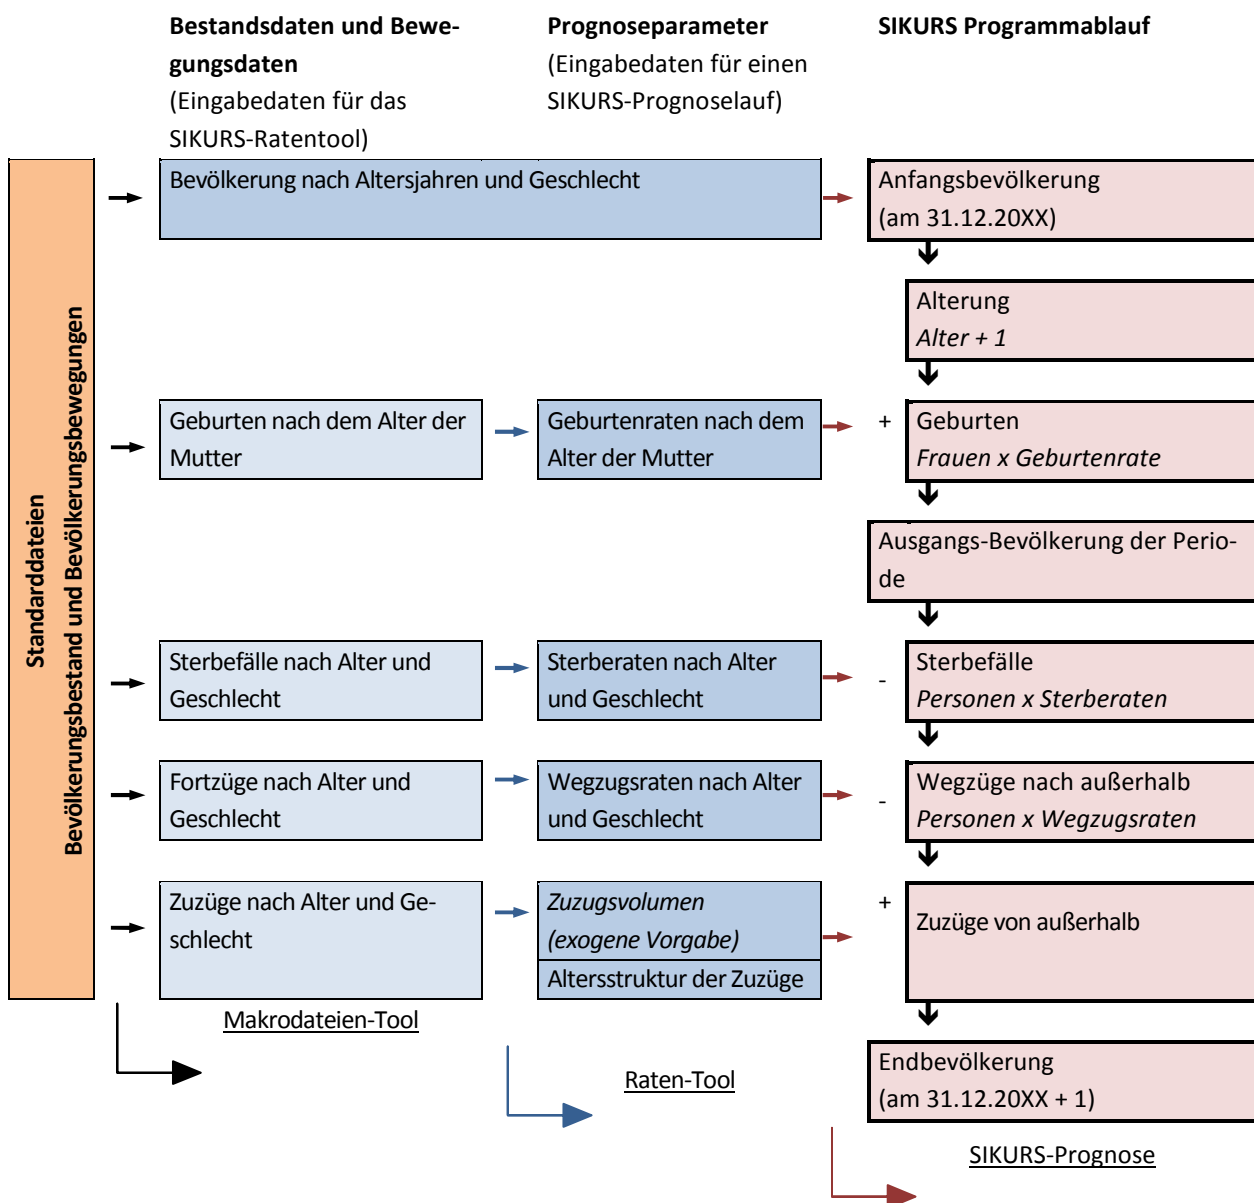 Bestandsdaten und Bewe-
gungsdaten
(Eingabedaten für das
SIKURS-Ratentool)
Prognoseparameter
(Eingabedaten für einen
SIKURS-Prognoselauf)
SIKURS Programmablauf
Standarddateien
Bevölkerungsbestand und Bevölkerungsbewegungen
Bevölkerung nach Altersjahren und Geschlecht
Anfangsbevölkerung
(am 31.12.20XX)
Alterung
Alter + 1
Geburten nach dem Alter der
Mutter
Geburtenraten nach dem
Alter der Mutter
+
Geburten
Frauen x Geburtenrate
Ausgangs-Bevölkerung der Perio-
de
Sterbefälle nach Alter und
Geschlecht
Sterberaten nach Alter
und Geschlecht
-
Sterbefälle
Personen x Sterberaten
Fortzüge nach Alter und
Geschlecht
Wegzugsraten nach Alter
und Geschlecht
-
Wegzüge nach außerhalb
Personen x Wegzugsraten
Zuzüge nach Alter und Ge-
schlecht
Zuzugsvolumen
(exogene Vorgabe)
Altersstruktur der Zuzüge
+
Zuzüge von außerhalb
Makrodateien-Tool
Raten-Tool
Endbevölkerung
(am 31.12.20XX + 1)
SIKURS-Prognose